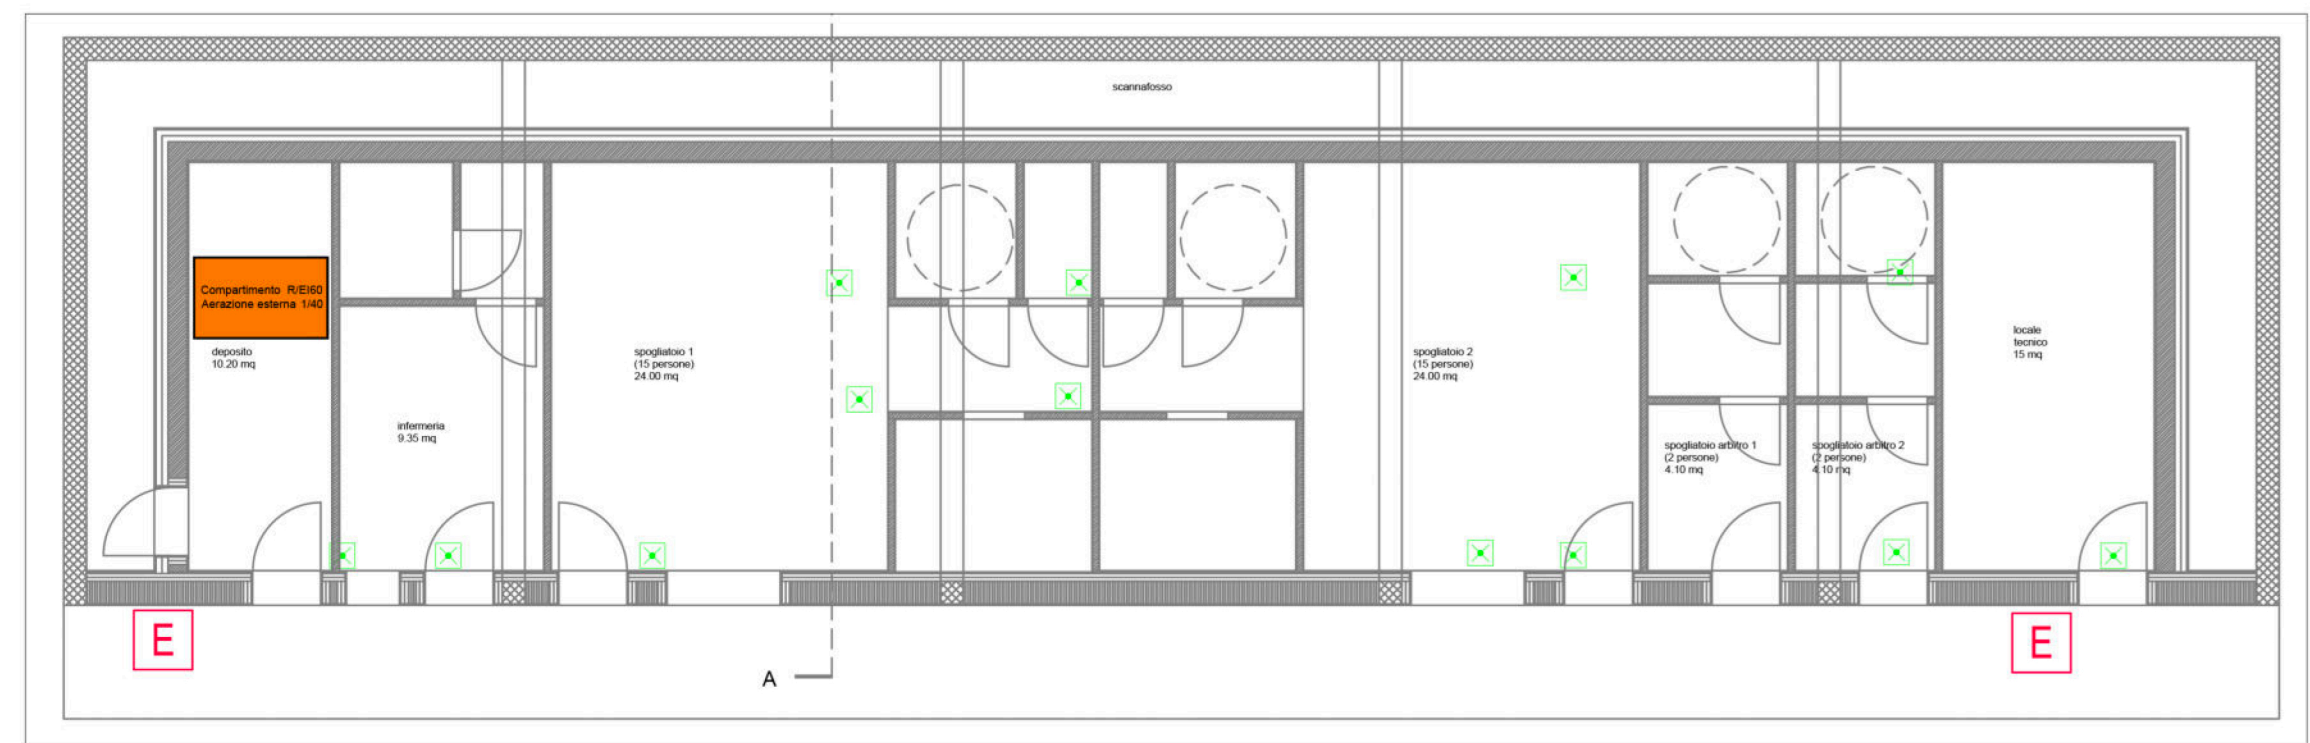 scannafosso
Compartimento R/EI60
Aerazione esterna 1/40
deposito
10.20 mq
infermeria
9.35 mq
spogliatoio 1
(15 persone)
24.00 mq
spogliatoio 2
(15 persone)
24.00 mq
spogliatoio arbitro 1
(2 persone)
4.10 mq
spogliatoio arbitro 2
(2 persone)
4.10 mq
locale
tecnico
15 mq
E
E
A